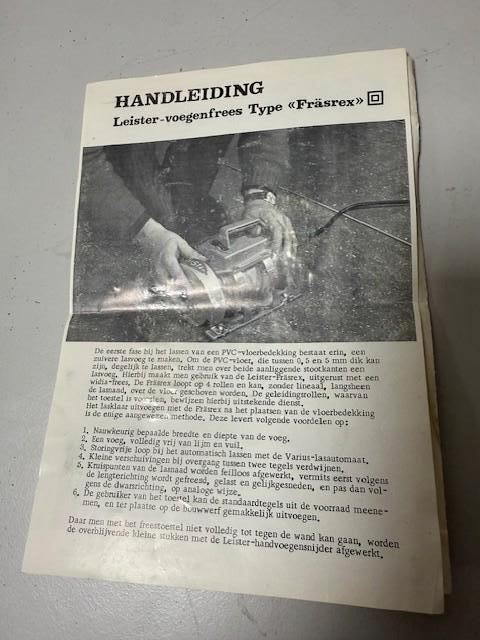 HANDLEIDING
Leister-voegenfrees Type «Fräsrex»
De eerste fase bij het lassen van een PVC-vloerbedekking bestaat erin, een
zuivere lasvoeg te maken. Om de PVC-vloer, die tussen 0,5 en 5 mm dik kan
zijn, degelijk te lassen, trekt men over beide aanliggende stootkanten een
lasvoeg. Hierbij maakt men gebruik van de Leister-Fräsrex, uitgerust met een
widia-frees. De Fräsrex loopt op 4 rollen en kan, zonder lineaal, langsheen
de lasnand, over de vloer geschoven worden. De geleidingsrollen, waarvan
het toestel is voorzien, bewijzen hierbij uitstekende dienst.
Het lasklaar uitvoegen met de Fräsrex na het plaatsen van de vloerbedekking
is de enige aangewezen methode. Deze levert volgende voordelen op:
1. Nauwkeurig bepaalde breedte en diepte van de voeg.
2. Een voeg, volledig vrij van lijm en vuil.
3. Storingvrije loop bij het automatisch lassen met de Varius-lasautomaat.
4. Kleine verschuivingen bij overgang tussen twee tegels verdwijnen.
5. Kruispunten van de lasnaad worden feilloos afgewerkt, vermits eerst volgens
de lengterichting wordt gefreesd, gelast en gelijkgesneden, en pas dan vol-
gens de dwarsrichting, op analoge wijze.
6. De gebruiker van het toestel kan de standaardtegels uit de voorraad meene-
men, en ter plaatse op de bouwwerf gemakkelijk uitvoegen.
Daar men met het freestoestel niet volledig tot tegen de wand kan gaan, worden
de overblijvende kleine stukken met de Leister-handvoegensnijder afgewerkt.